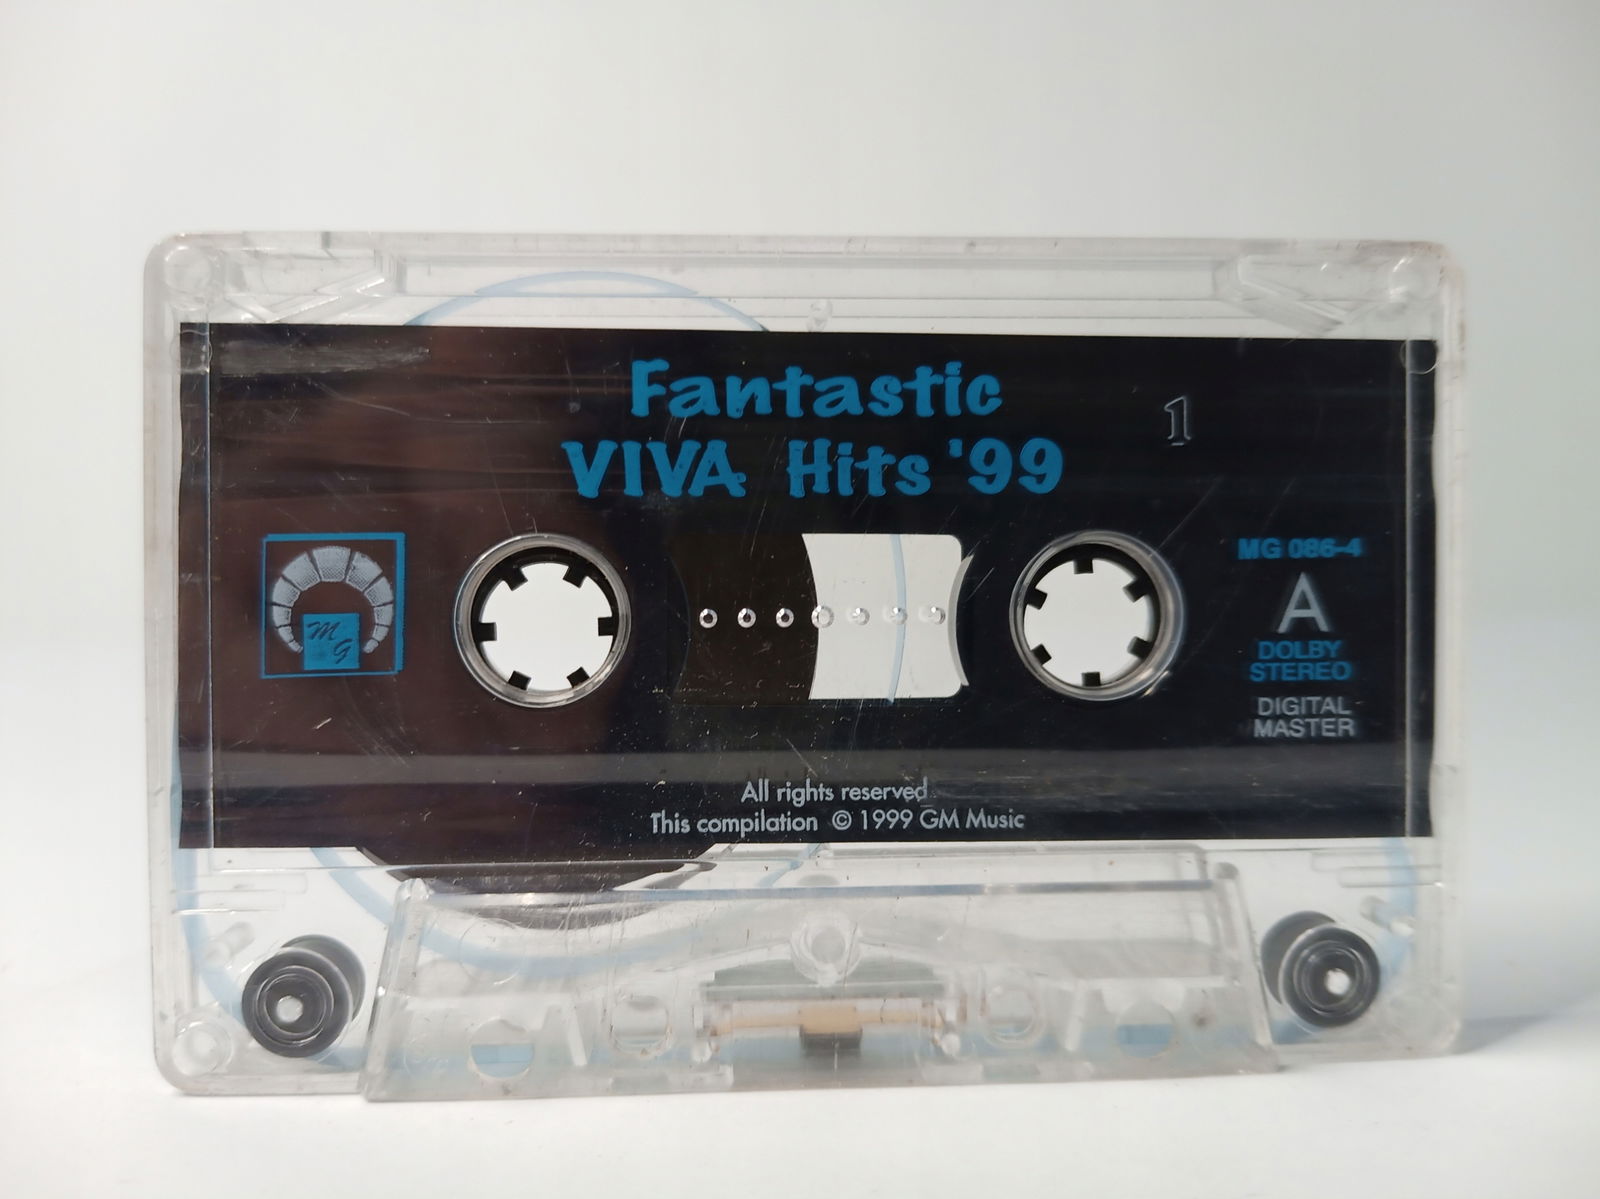 Fantastic
VIVA Hits '99
1
MG
MG 086-4
A
DOLBY
STEREO
DIGITAL
MASTER
All rights reserved
This compilation © 1999 GM Music